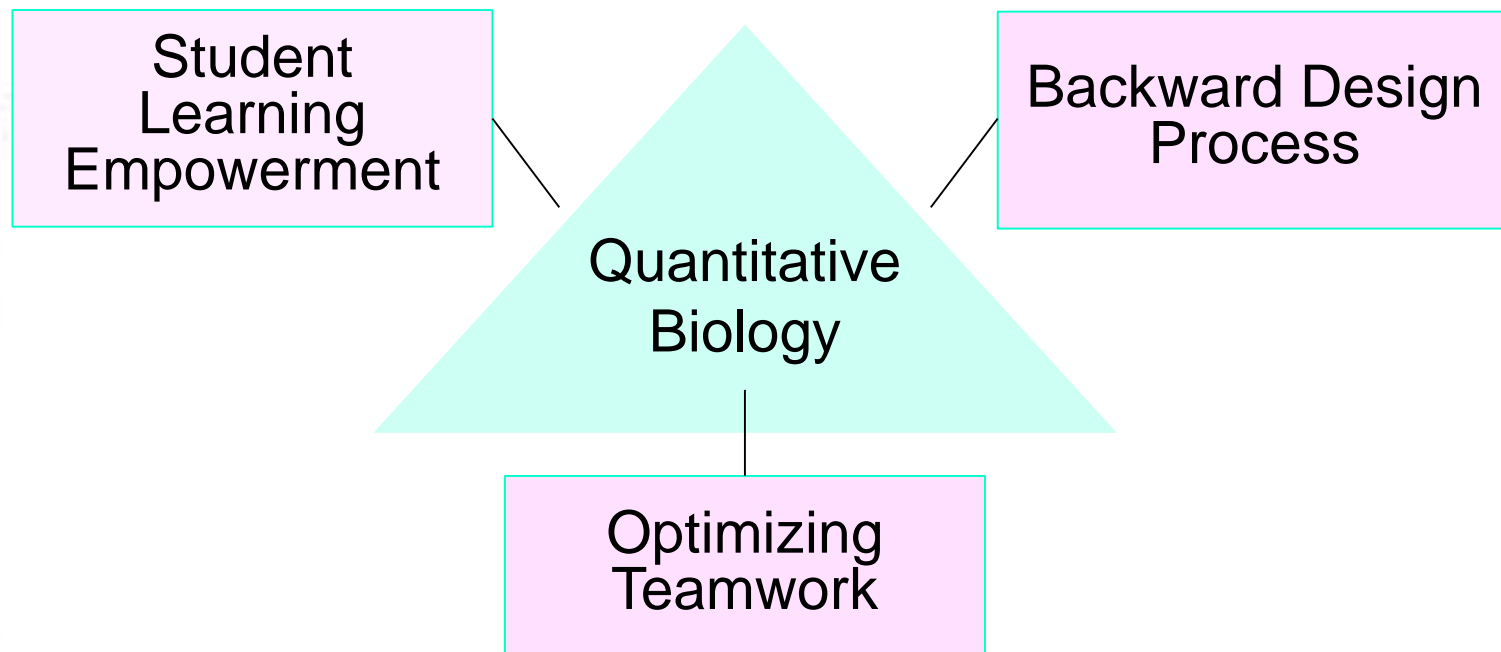 Student
Learning
Empowerment
Backward Design
Process
Quantitative
Biology
Optimizing
Teamwork